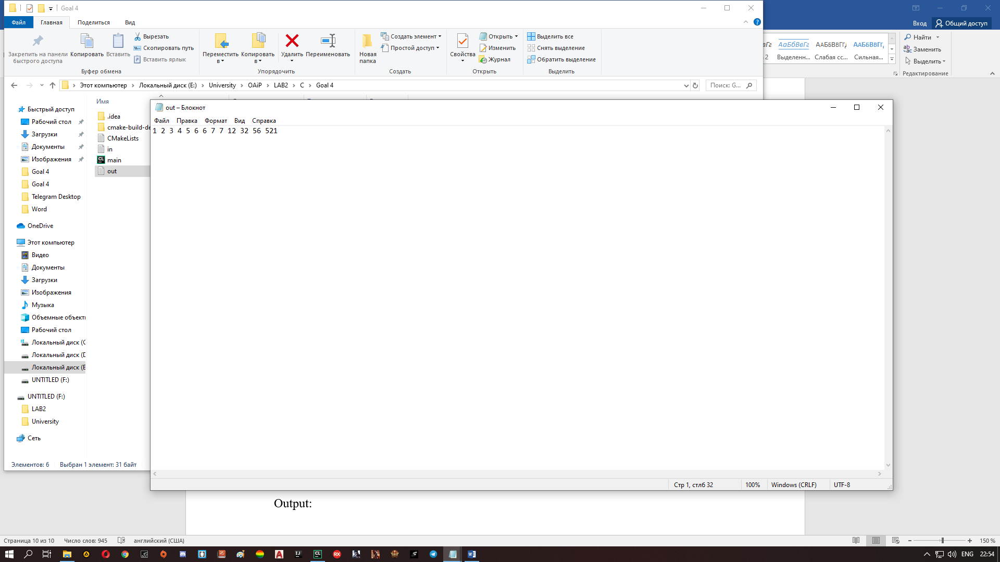 Goal 4
Файл Главная Поделиться Вид
Вход Общий доступ
Закрепить на панели быстрого доступа
Копировать
Вставить
Вырезать
Скопировать путь
Вставить ярлык
Буфер обмена
Переместить в
Копировать в
Удалить
Переименовать
Упорядочить
Новая папка
Создать элемент
Простой доступ
Создать
Свойства
Открыть
Изменить
Журнал
Открыть
Выделить все
Снять выделение
Обратить выделение
Выделить
АаБбВвГг АаБбВвГг, АаБбВвГг,
2 Выделенн... Слабая сс... Сильная...
Найти
Заменить
Выделить
Редактирование
Этот компьютер Локальный диск (E:) University OAiP LAB2 C Goal 4
Поиск: G...
Имя
Быстрый доступ
Рабочий стол
Загрузки
Документы
Изображения
Goal 4
Goal 4
Telegram Desktop
Word
OneDrive
Этот компьютер
Видео
Документы
Загрузки
Изображения
Музыка
Объемные объекты
Рабочий стол
Локальный диск (C
Локальный диск (D
Локальный диск (E
UNTITLED (F:)
UNTITLED (F:)
LAB2
University
Сеть
.idea
cmake-build-de
CMakeLists
in
main
out
Элементов: 6 Выбран 1 элемент: 31 байт
out – Блокнот
Файл Правка Формат Вид Справка
1 2 3 4 5 6 6 7 7 12 32 56 521
Стр 1, стлб 32 100% Windows (CRLF) UTF-8
Output:
Страница 10 из 10 Число слов: 945 английский (США) 150 %
ENG 22:54